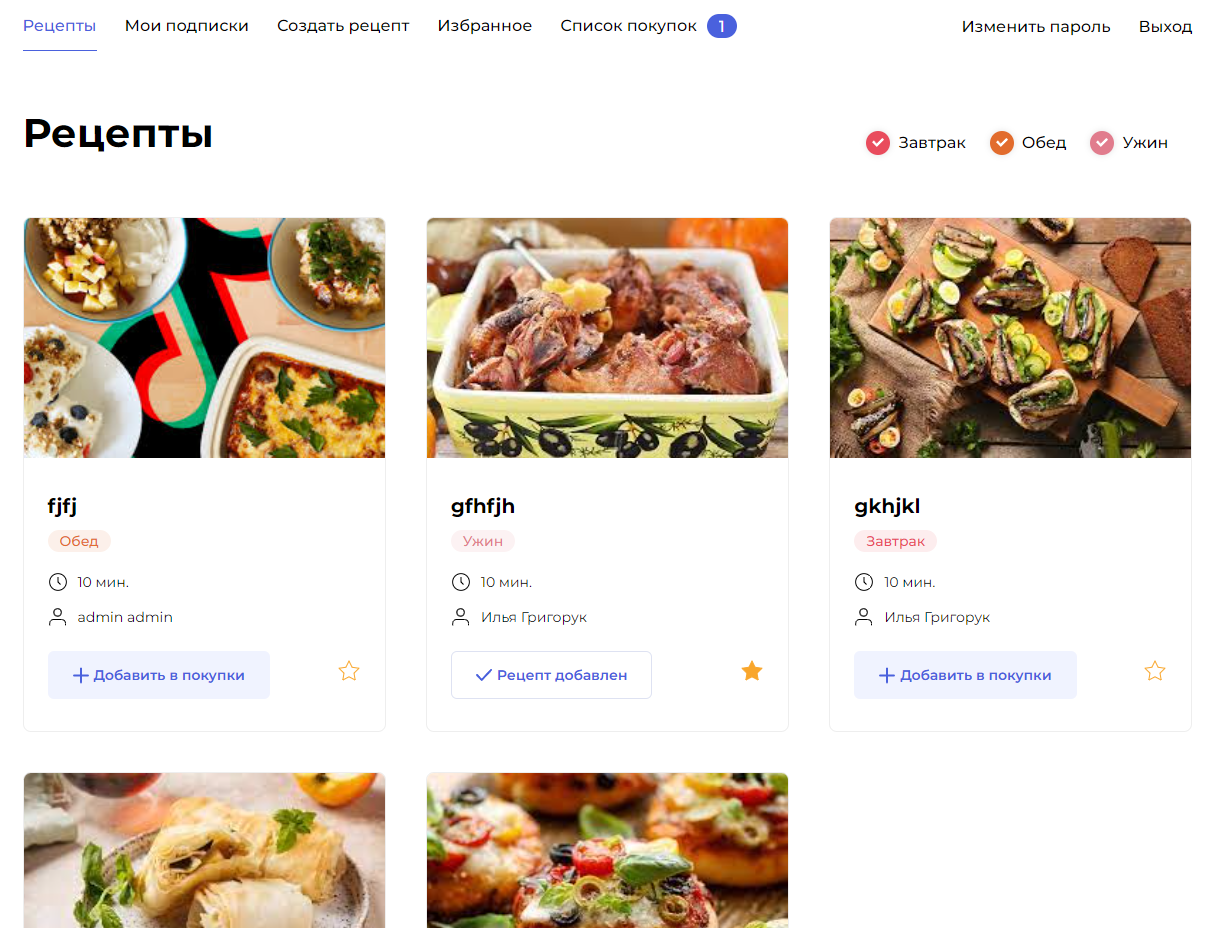 Рецепты Мои подписки Создать рецепт Избранное Список покупок 1 Изменить пароль Выход
Рецепты
Завтрак Обед Ужин
fjfj
Обед
10 мин.
admin admin
Добавить в покупки
gfhfjh
Ужин
10 мин.
Илья Григорук
Рецепт добавлен
gkhjkl
Завтрак
10 мин.
Илья Григорук
Добавить в покупки